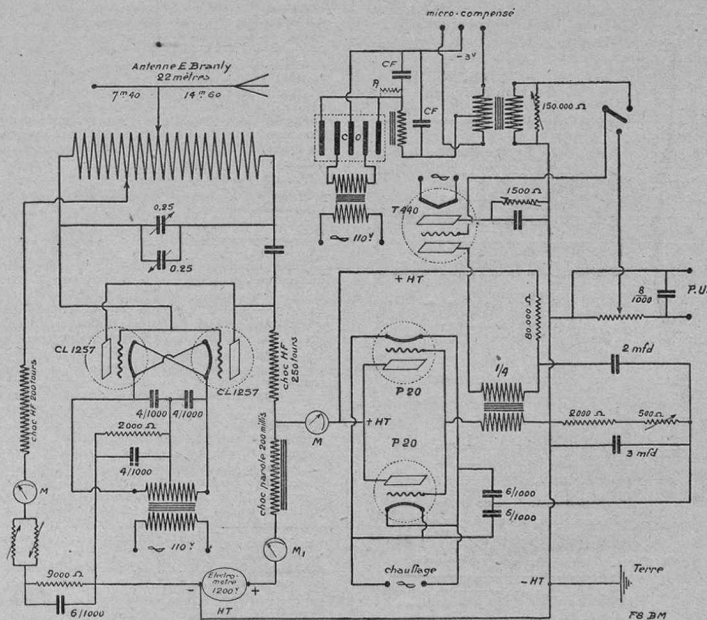 micro-compensé
- 3v
Antenne E Branly
22 mètres
7m40
14m60
CF
R
CF
150.000 Ω
T440
110v
1500 Ω
0.25
0.25
+ HT
80.000 Ω
8/1000
P.U.
CL 1257
CL 1257
choc HF 200 tours
choc HF
250 tours
P 20
1/4
2 mfd
4/1000
4/1000
2000 Ω
4/1000
M
+ HT
P 20
2000 Ω
500 Ω
3 mfd
choc parole 200 millis
M
110v
M1
6/1000
6/1000
9000 Ω
6/1000
-
Electro-
mètre
1200v
+
HT
chauffage
- HT
Terre
F8 BM